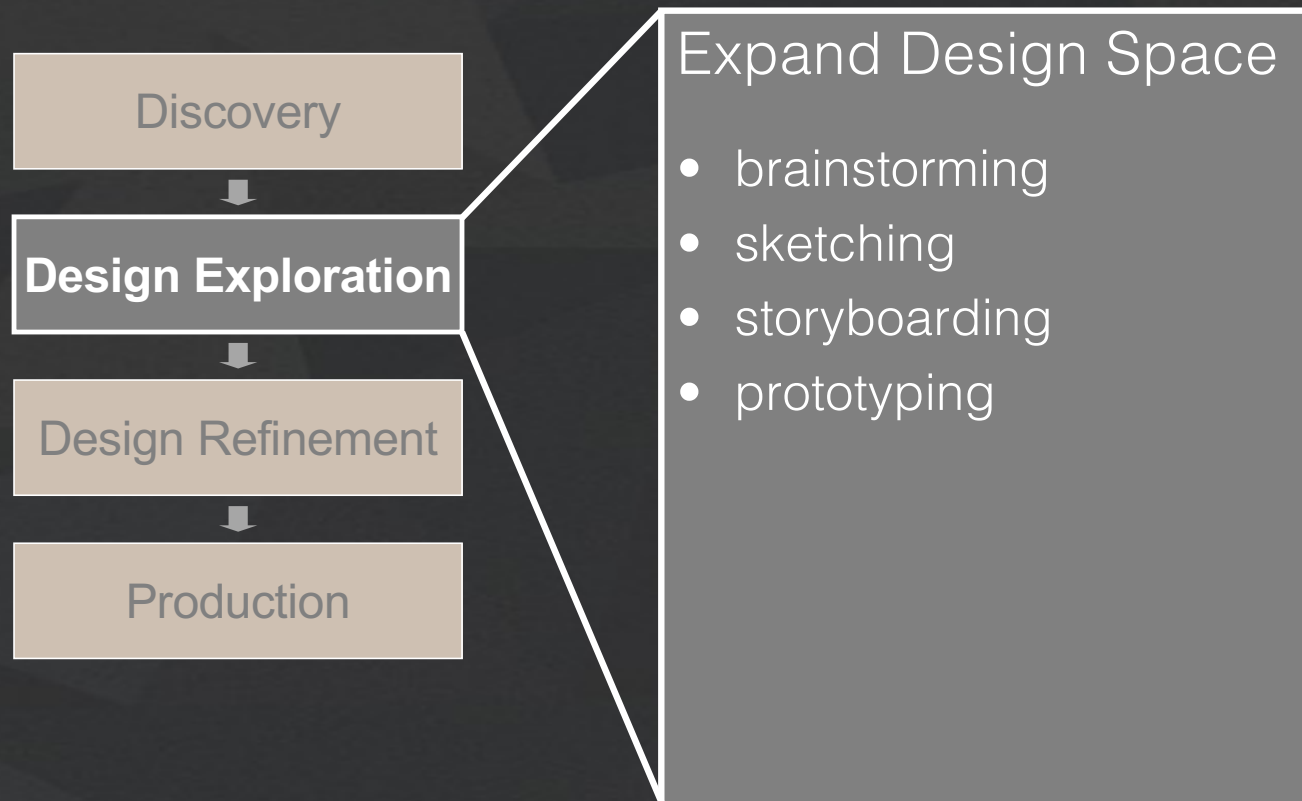 Discovery
Design Exploration
Design Refinement
Production
Expand Design Space
• brainstorming
• sketching
• storyboarding
• prototyping